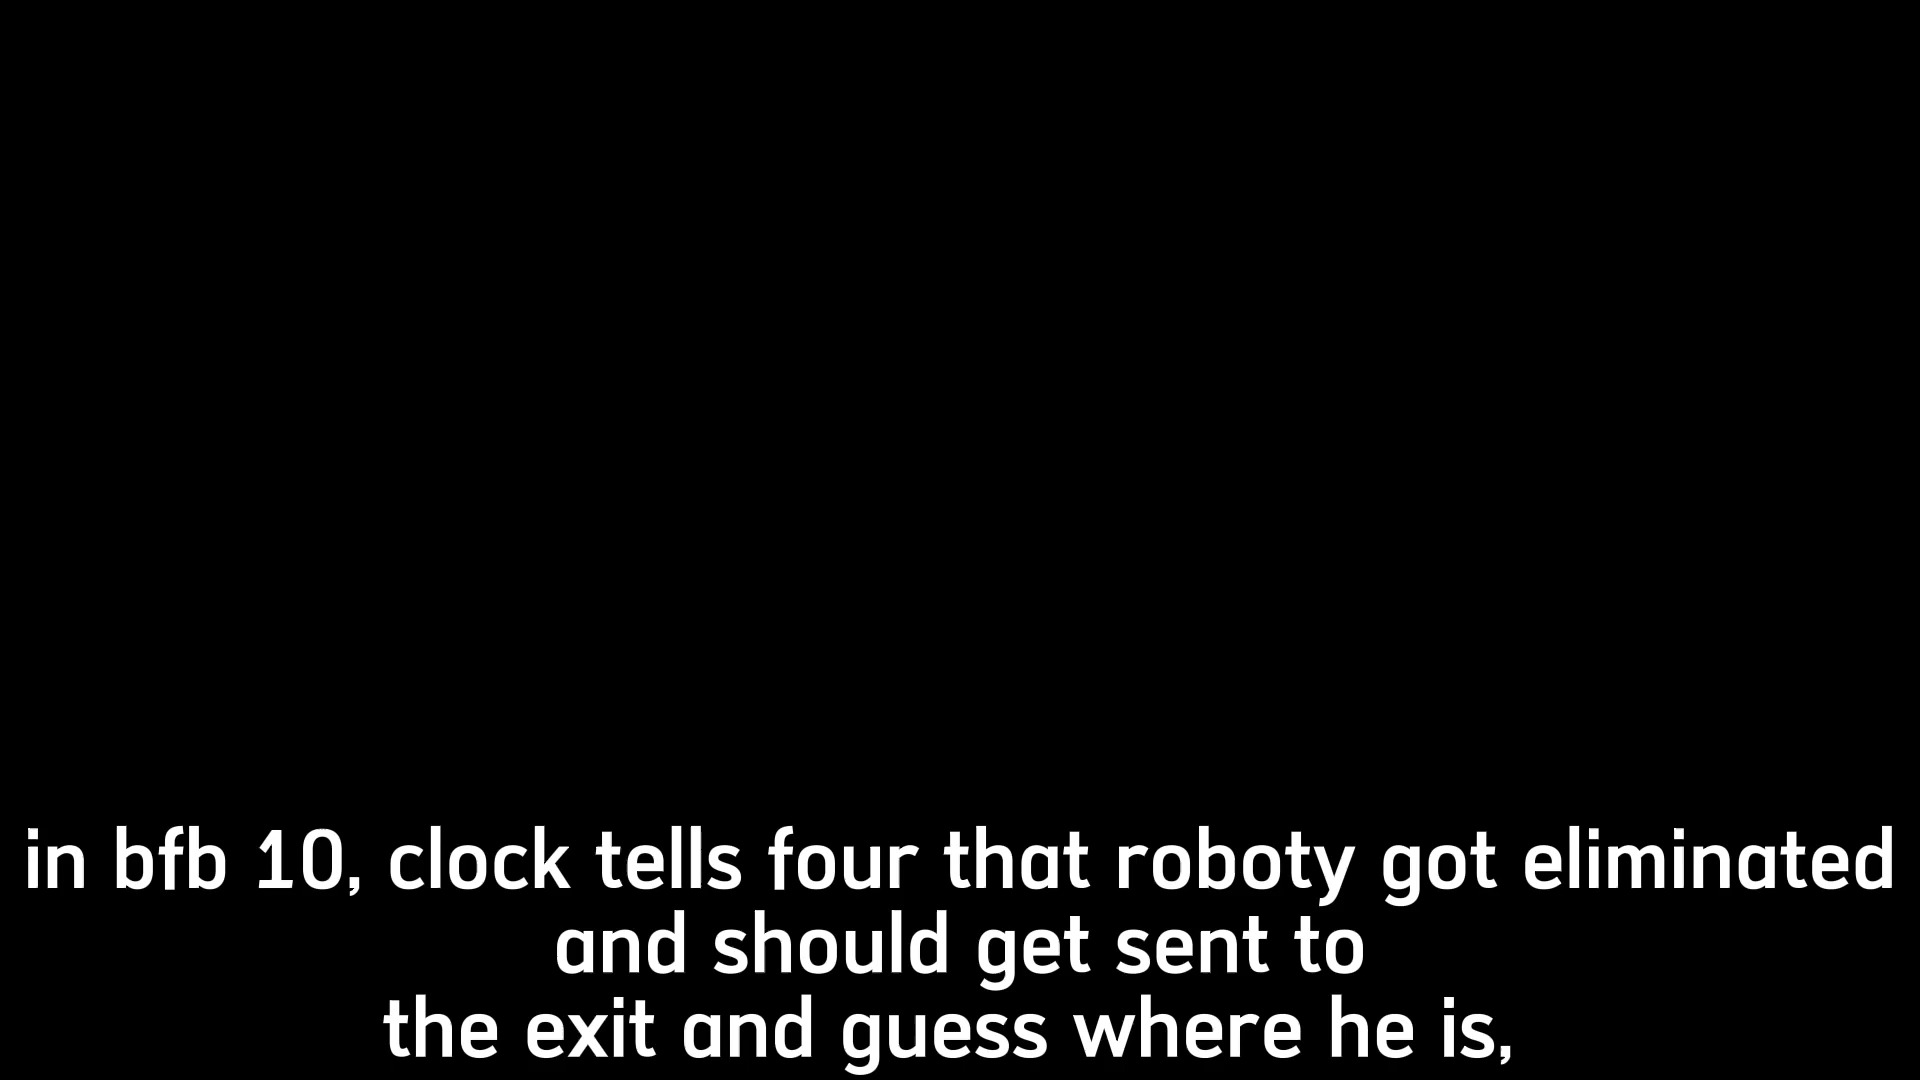 in bfb 10, clock tells four that roboty got eliminated
and should get sent to
the exit and guess where he is,